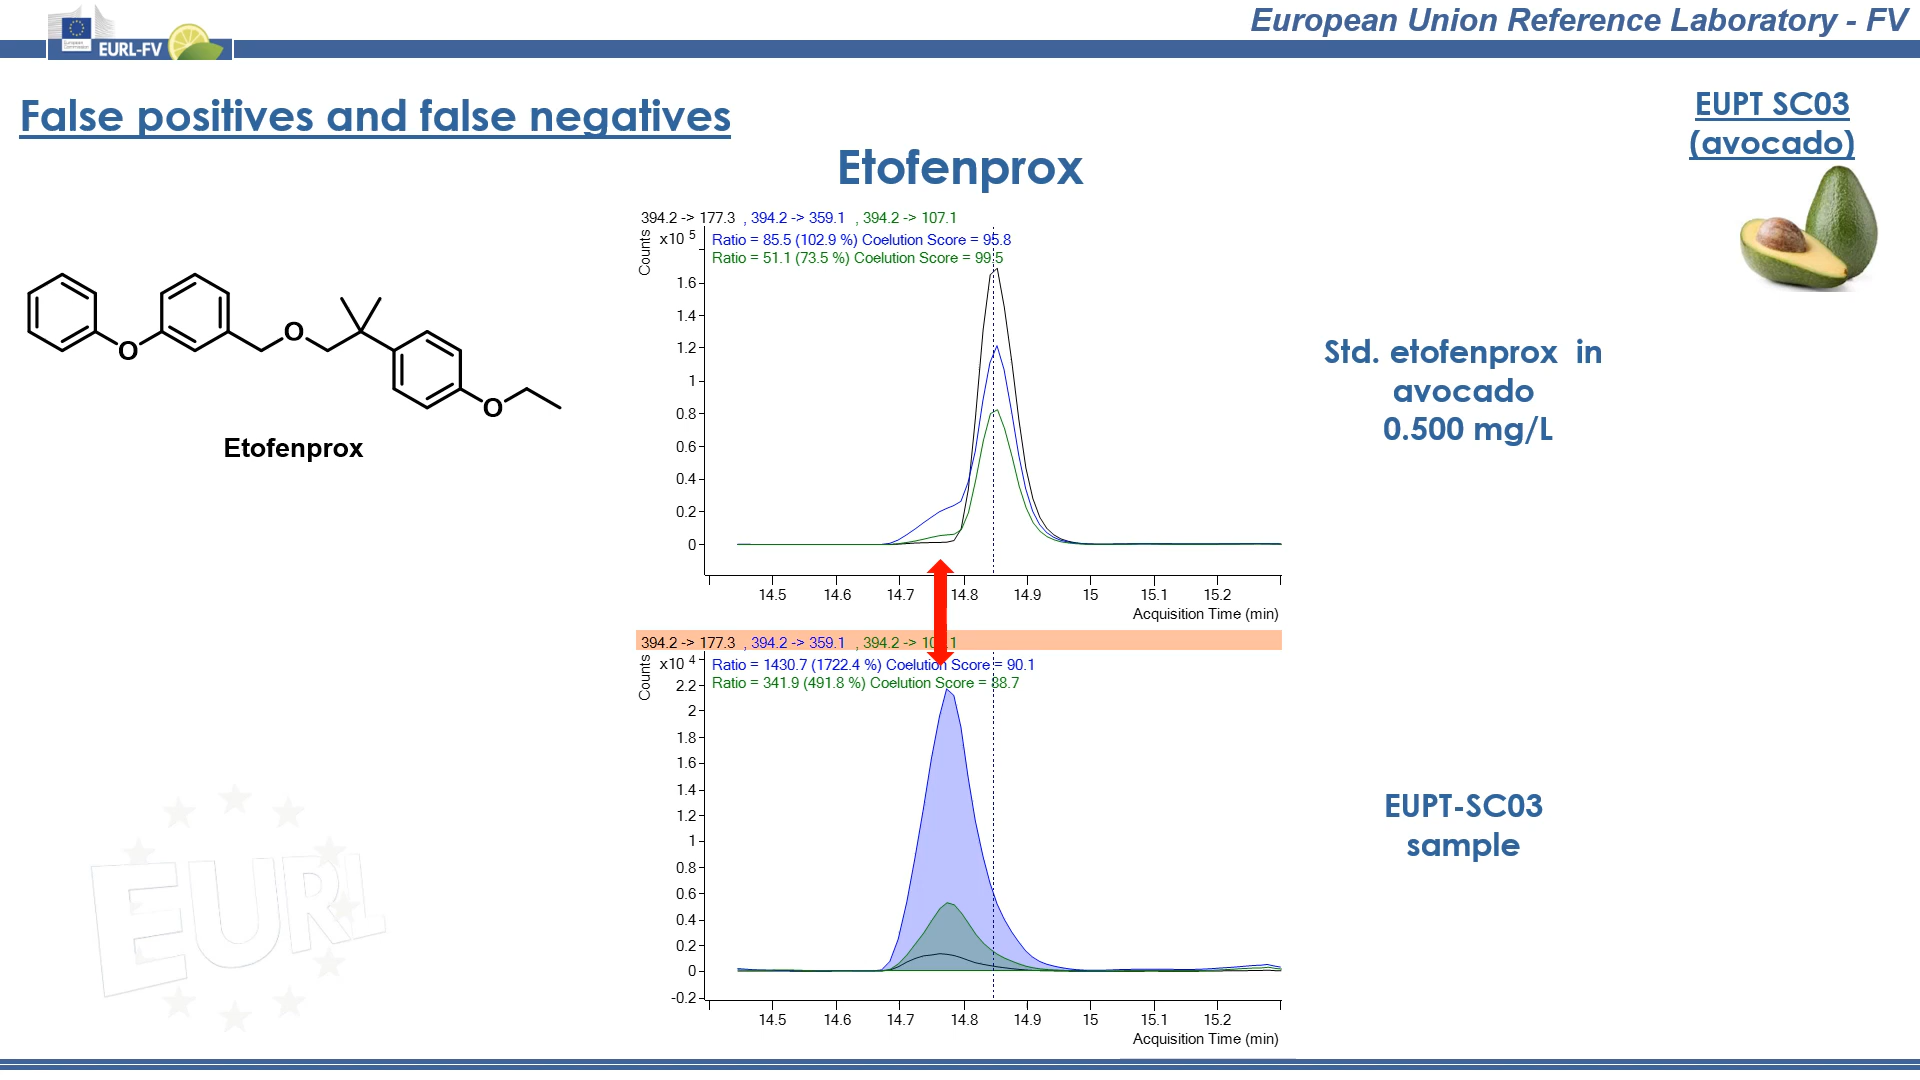 European Union Reference Laboratory - FV
EURL-FV
False positives and false negatives
EUPT SC03
(avocado)
Etofenprox
394.2 -> 177.3 , 394.2 -> 359.1 , 394.2 -> 107.1
Counts
x10 5
Ratio = 85.5 (102.9 %) Coelution Score = 95.8
Ratio = 51.1 (73.5 %) Coelution Score = 99.5
1.6
1.4
1.2
1
0.8
0.6
0.4
0.2
0
14.5 14.6 14.7 14.8 14.9 15 15.1 15.2
Acquisition Time (min)
O
O
O
Etofenprox
Std. etofenprox in
avocado
0.500 mg/L
394.2 -> 177.3 , 394.2 -> 359.1 , 394.2 ->
Counts
x10 4
Ratio = 1430.7 (1722.4 %) Coelution Score = 90.1
Ratio = 341.9 (491.8 %) Coelution Score =
2.2
2
1.8
1.6
1.4
1.2
1
0.8
0.6
0.4
0.2
0
-0.2
14.5 14.6 14.7 14.8 14.9 15 15.1 15.2
Acquisition Time (min)
EUPT-SC03
sample
EURL